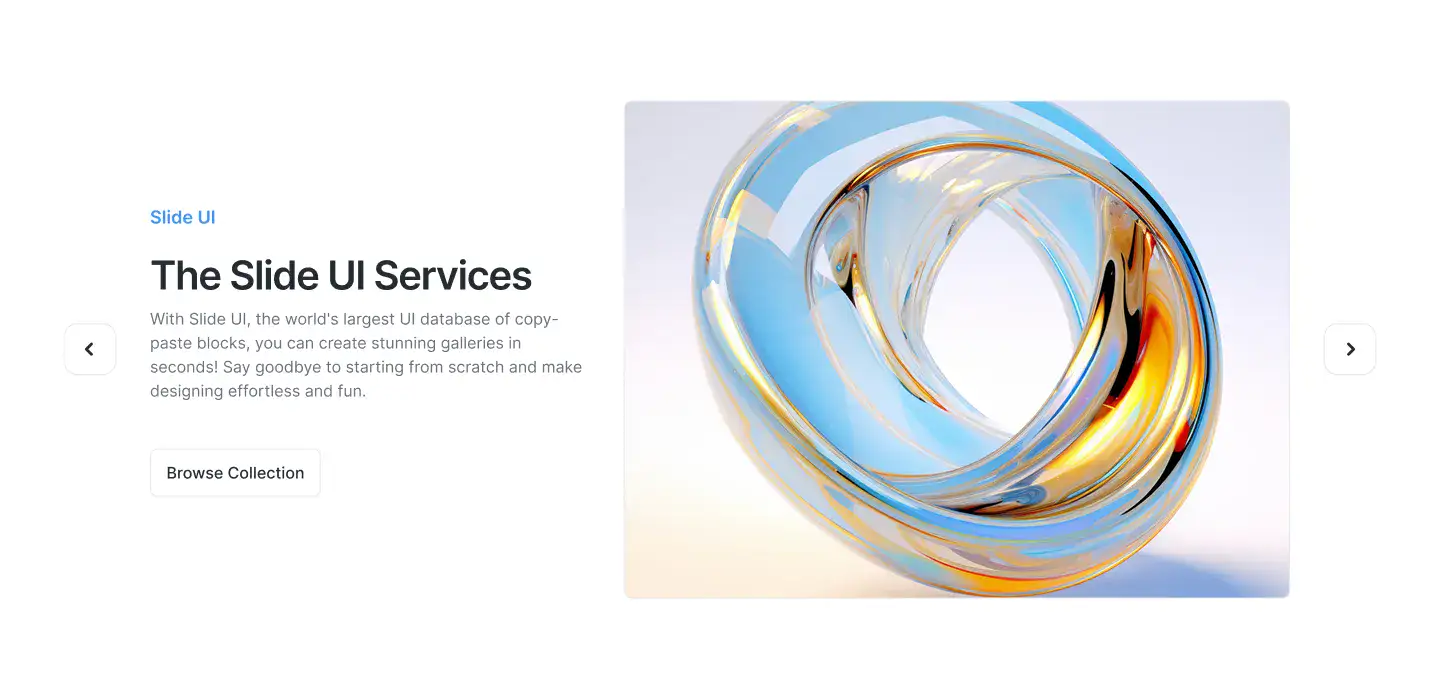 Slide UI
The Slide UI Services
With Slide UI, the world's largest UI database of copy-
paste blocks, you can create stunning galleries in
seconds! Say goodbye to starting from scratch and make
designing effortless and fun.
Browse Collection